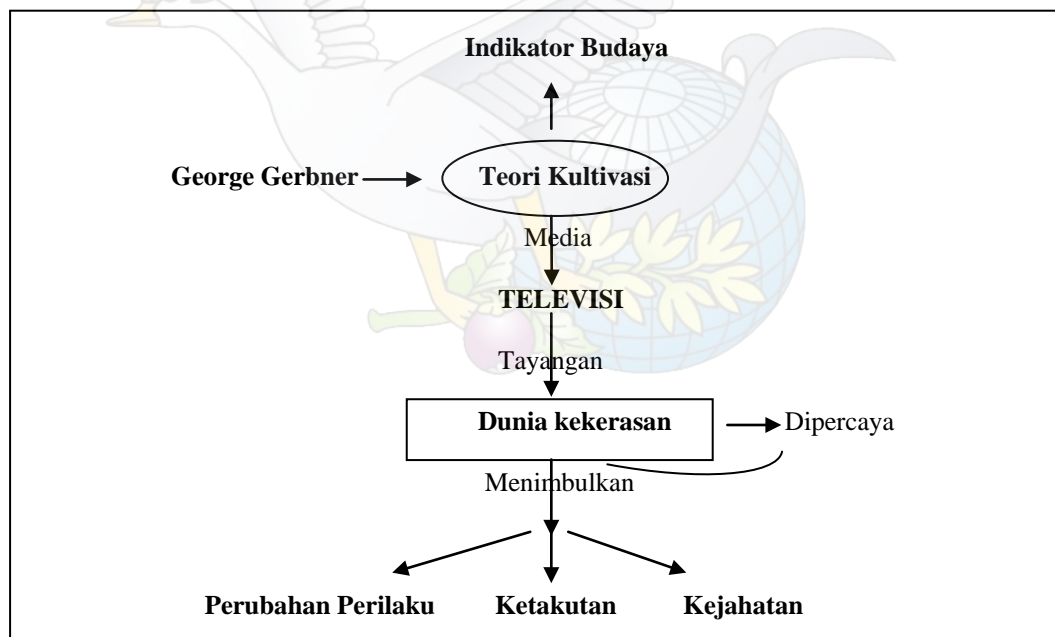 Indikator Budaya
George Gerbner
Teori Kultivasi
Media
TELEVISI
Tayangan
Dunia kekerasan
Dipercaya
Menimbulkan
Perubahan Perilaku
Ketakutan
Kejahatan